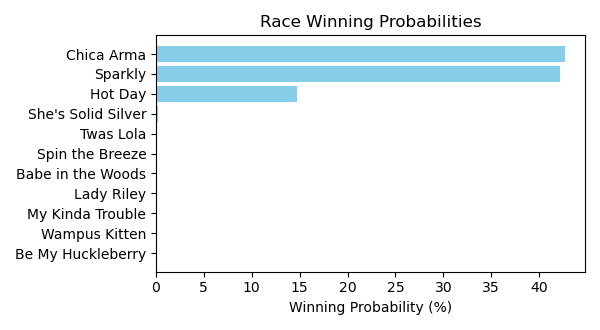 Race Winning Probabilities
Chica Arma
Sparkly
Hot Day
She's Solid Silver
Twas Lola
Spin the Breeze
Babe in the Woods
Lady Riley
My Kinda Trouble
Wampus Kitten
Be My Huckleberry
0 5 10 15 20 25 30 35 40
Winning Probability (%)